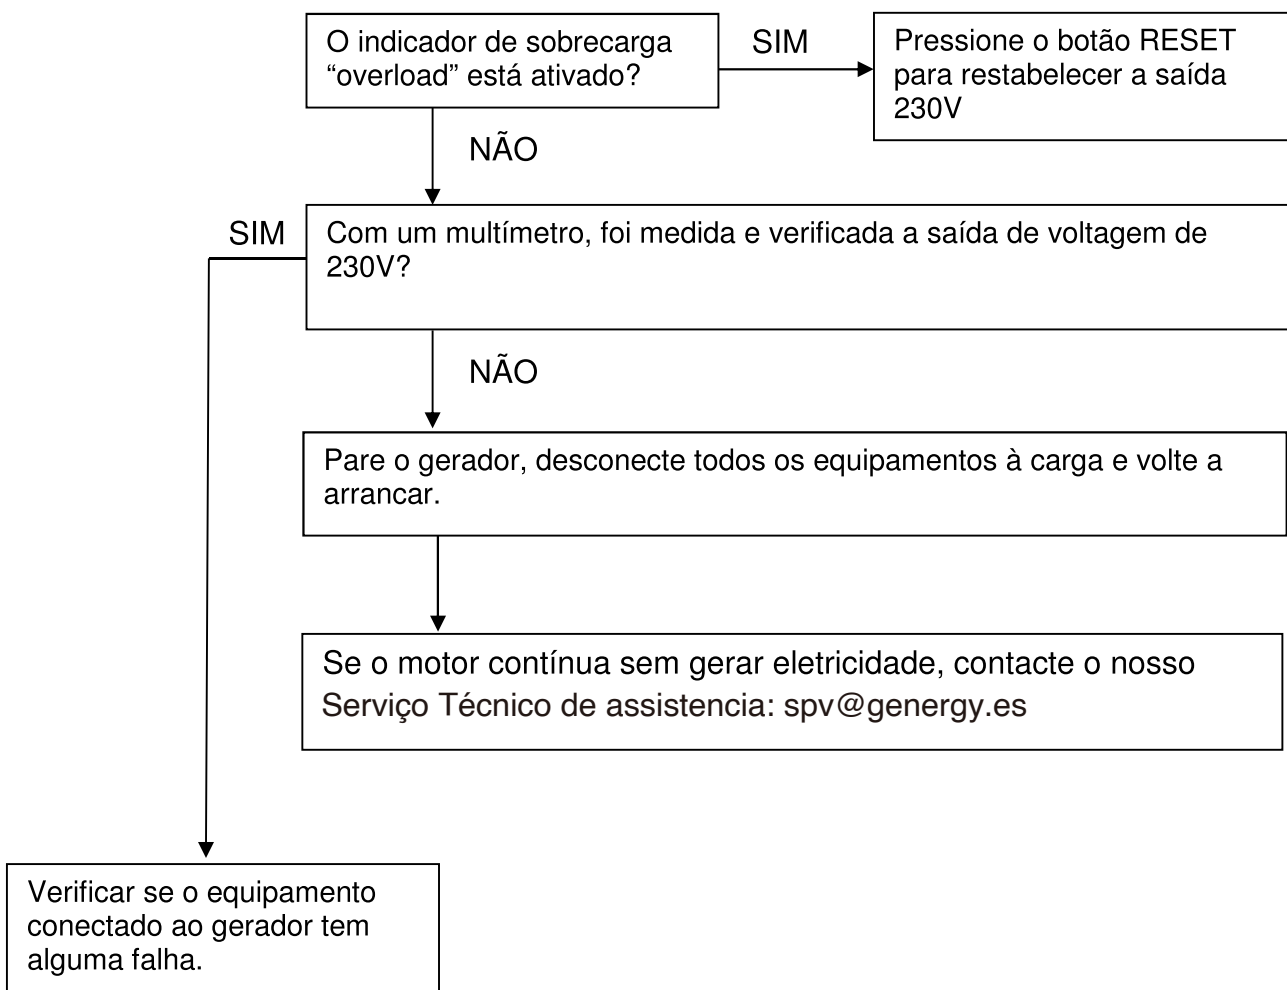 O indicador de sobrecarga
“overload” está ativado?
SIM
Pressione o botão RESET
para restabelecer a saída
230V
NÃO
SIM
Com um multímetro, foi medida e verificada a saída de voltagem de
230V?
NÃO
Pare o gerador, desconecte todos os equipamentos à carga e volte a
arrancar.
Se o motor contínua sem gerar eletricidade, contacte o nosso
Serviço Técnico de assistencia: spv@genergy.es
Verificar se o equipamento
conectado ao gerador tem
alguma falha.